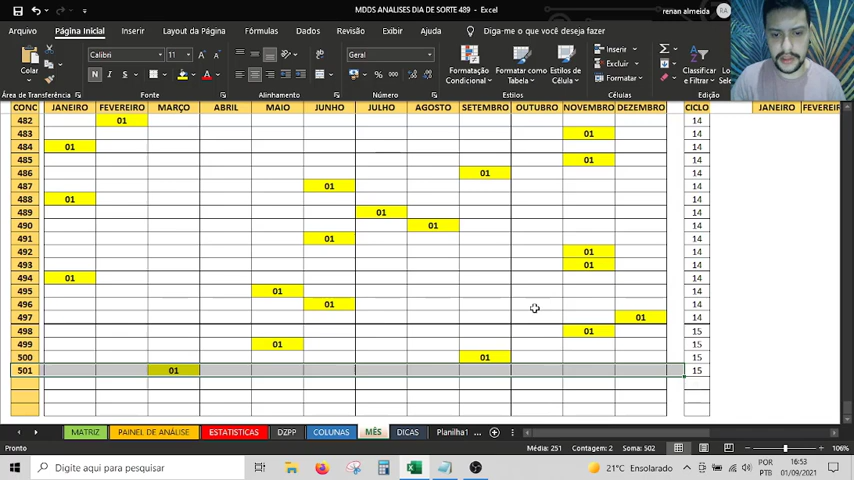 MDDS ANALISES DIA DE SORTE 489 - Excel
renan almeida
RA
Arquivo Página Inicial Inserir Layout da Página Fórmulas Dados Revisão Exibir Ajuda Diga-me o que você deseja fazer
Colar
Calibri 11
N I S
Geral
% 000
Formatação Condicional
Formatar como Tabela
Estilos de Célula
Inserir
Excluir
Formatar
Classificar e Filtrar
Área de Transferência Fonte Alinhamento Número Estilos Células Edição
CONC JANEIRO FEVEREIRO MARÇO ABRIL MAIO JUNHO JULHO AGOSTO SETEMBRO OUTUBRO NOVEMBRO DEZEMBRO CICLO JANEIRO FEVEREIR
482 01 14
483 01 14
484 01 14
485 01 14
486 01 14
487 01 14
488 01 14
489 01 14
490 01 14
491 01 14
492 01 14
493 01 14
494 01 14
495 01 14
496 01 14
497 01 14
498 01 15
499 01 15
500 01 15
501 01 15
MATRIZ PAINEL DE ANÁLISE ESTATISTICAS DZPP COLUNAS MÊS DICAS Planilha1 ...
Pronto Média: 251 Contagem: 2 Soma: 502 106%
Digite aqui para pesquisar
21°C Ensolarado
POR
PTB
16:53
01/09/2021